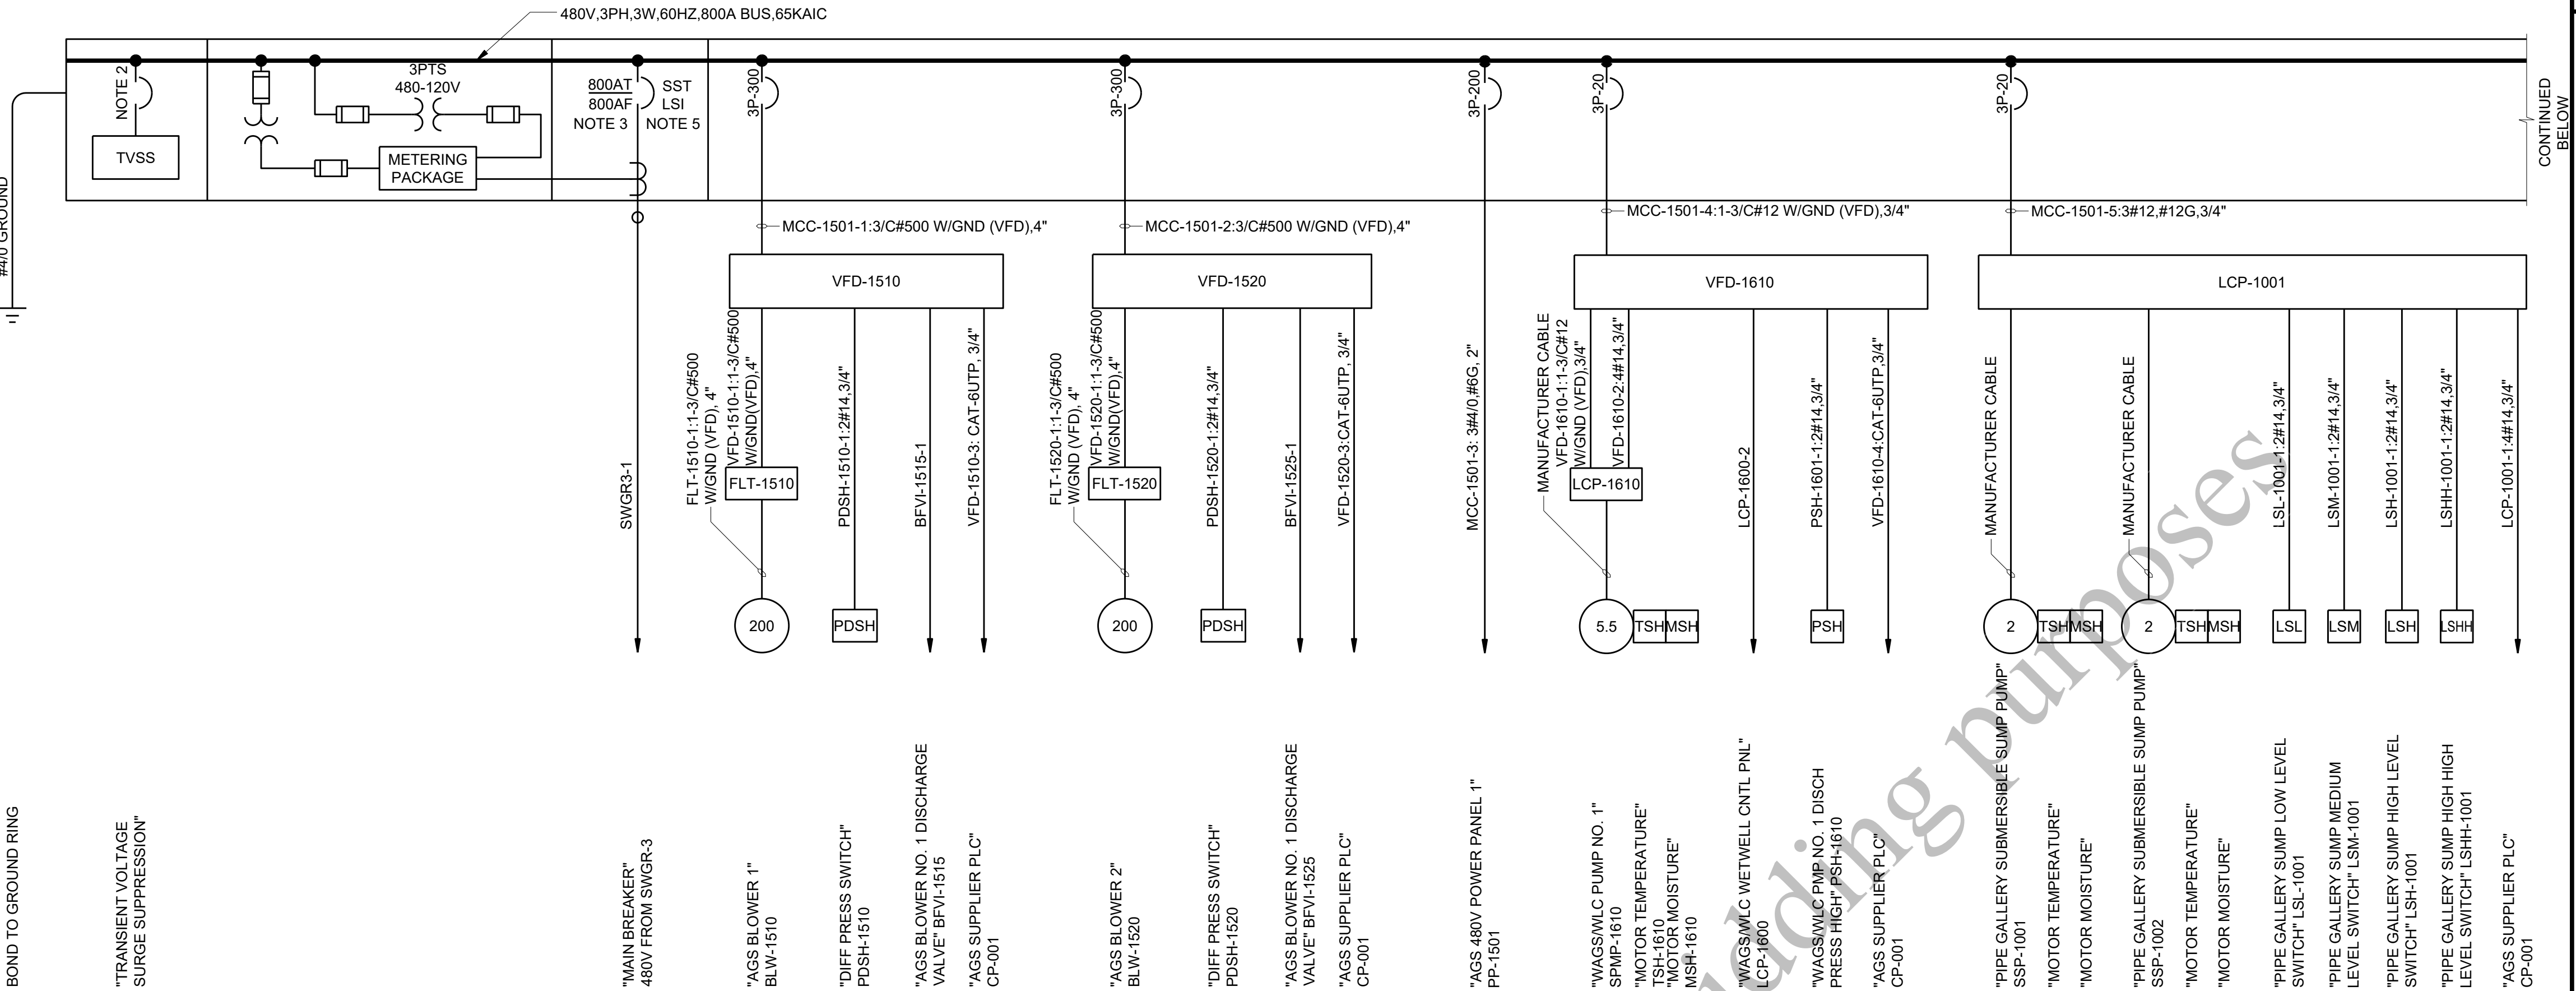 480V,3PH,3W,60HZ,800A BUS,65KAIC
#4/0 GROUND
NOTE 2
TVSS
3PTS
480-120V
METERING
PACKAGE
800AT
800AF
NOTE 3
SST
LSI
NOTE 5
3P-300
3P-300
3P-200
3P-20
3P-20
CONTINUED
BELOW
MCC-1501-1:3/C#500 W/GND (VFD),4"
MCC-1501-2:3/C#500 W/GND (VFD),4"
MCC-1501-4:1-3/C#12 W/GND (VFD),3/4"
MCC-1501-5:3#12,#12G,3/4"
VFD-1510
VFD-1520
VFD-1610
LCP-1001
SWGR3-1
FLT-1510-1:1-3/C#500
W/GND (VFD), 4"
VFD-1510-1:1-3/C#500
W/GND(VFD),4"
PDSH-1510-1:2#14,3/4"
BFVI-1515-1
VFD-1510-3: CAT-6UTP, 3/4"
FLT-1520-1:1-3/C#500
W/GND (VFD), 4"
VFD-1520-1:1-3/C#500
W/GND(VFD),4"
PDSH-1520-1:2#14,3/4"
BFVI-1525-1
VFD-1520-3:CAT-6UTP, 3/4"
MCC-1501-3: 3#4/0,#6G, 2"
MANUFACTURER CABLE
VFD-1610-1:1-3/C#12
W/GND (VFD),3/4"
VFD-1610-2:4#14,3/4"
LCP-1600-2
PSH-1601-1:2#14,3/4"
VFD-1610-4:CAT-6UTP,3/4"
MANUFACTURER CABLE
MANUFACTURER CABLE
LSL-1001-1:2#14,3/4"
LSM-1001-1:2#14,3/4"
LSH-1001-1:2#14,3/4"
LSHH-1001-1:2#14,3/4"
LCP-1001-1:4#14,3/4"
FLT-1510
FLT-1520
LCP-1610
200
PDSH
200
PDSH
5.5
TSH
MSH
PSH
2
TSH
MSH
2
TSH
MSH
LSL
LSM
LSH
LSHH
BOND TO GROUND RING
"TRANSIENT VOLTAGE
SURGE SUPPRESSION"
"MAIN BREAKER"
480V FROM SWGR-3
"AGS BLOWER 1"
BLW-1510
"DIFF PRESS SWITCH"
PDSH-1510
"AGS BLOWER NO. 1 DISCHARGE
VALVE" BFVI-1515
"AGS SUPPLIER PLC"
CP-001
"AGS BLOWER 2"
BLW-1520
"DIFF PRESS SWITCH"
PDSH-1520
"AGS BLOWER NO. 1 DISCHARGE
VALVE" BFVI-1525
"AGS SUPPLIER PLC"
CP-001
"AGS 480V POWER PANEL 1"
PP-1501
"WAGS/WLC PUMP NO. 1"
SPMP-1610
"MOTOR TEMPERATURE"
TSH-1610
"MOTOR MOISTURE"
MSH-1610
"WAGS/WLC WETWELL CNTL PNL"
LCP-1600
"WAGS/WLC PMP NO. 1 DISCH
PRESS HIGH" PSH-1610
"AGS SUPPLIER PLC"
CP-001
"PIPE GALLERY SUBMERSIBLE SUMP PUMP"
SSP-1001
"MOTOR TEMPERATURE"
"MOTOR MOISTURE"
"PIPE GALLERY SUBMERSIBLE SUMP PUMP"
SSP-1002
"MOTOR TEMPERATURE"
"MOTOR MOISTURE"
"PIPE GALLERY SUMP LOW LEVEL
SWITCH" LSL-1001
"PIPE GALLERY SUMP MEDIUM
LEVEL SWITCH" LSM-1001
"PIPE GALLERY SUMP HIGH LEVEL
SWITCH" LSH-1001
"PIPE GALLERY SUMP HIGH HIGH
LEVEL SWITCH" LSHH-1001
"AGS SUPPLIER PLC"
CP-001
dding purposes